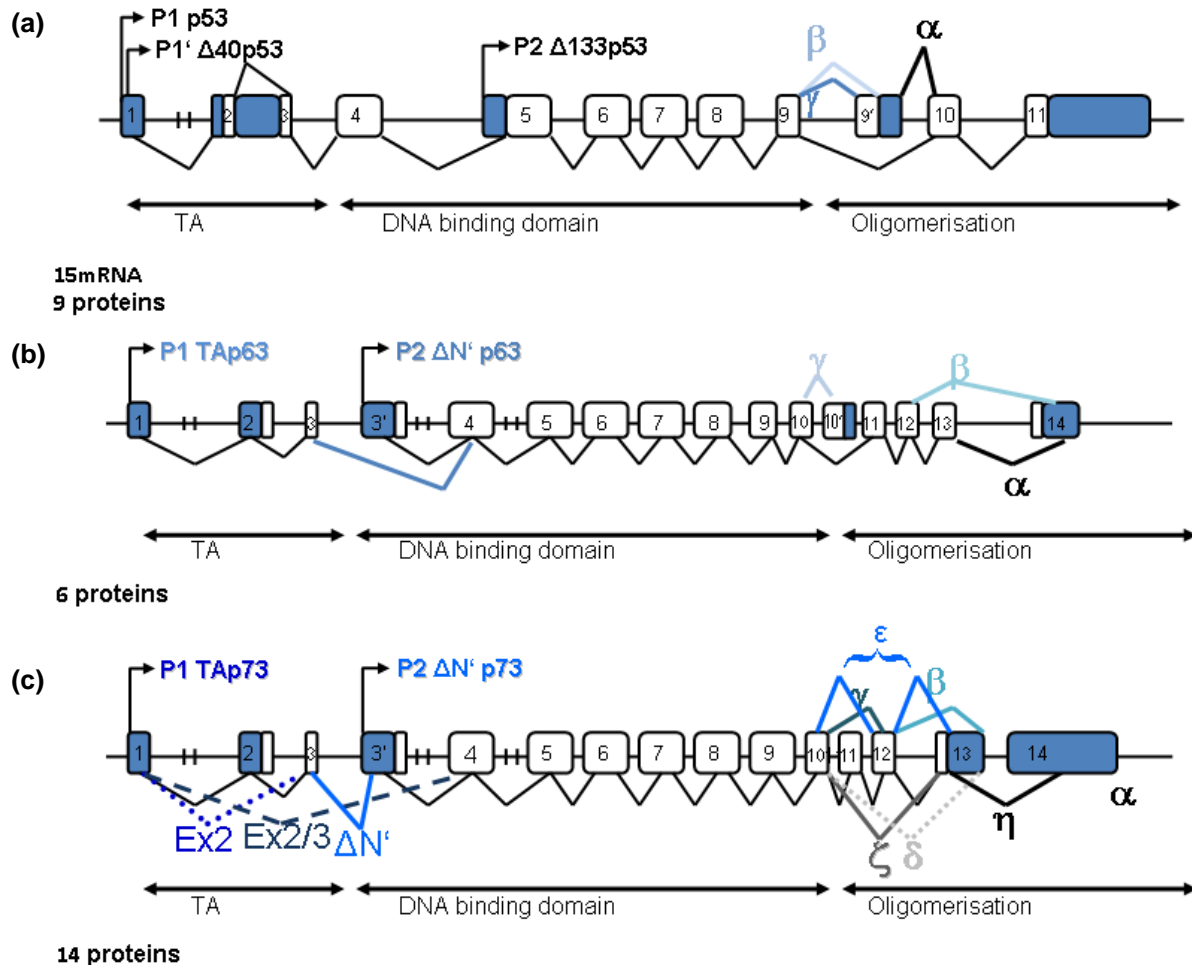 (a)
P1 p53
P1‘ Δ40p53
P2 Δ133p53
β
α
γ
1 2 3 4 5 6 7 8 9 9‘ 10 11
TA
DNA binding domain
Oligomerisation
15mRNA
9 proteins
(b)
P1 TAp63
P2 ΔN‘ p63
γ
β
1 2 3 3' 4 5 6 7 8 9 10 10' 11 12 13 14
α
TA
DNA binding domain
Oligomerisation
6 proteins
(c)
P1 TAp73
P2 ΔN‘ p73
ε
γ
β
1 2 3 3' 4 5 6 7 8 9 10 11 12 13 14
α
Ex2
Ex2/3
ΔN‘
ζ
δ
η
TA
DNA binding domain
Oligomerisation
14 proteins